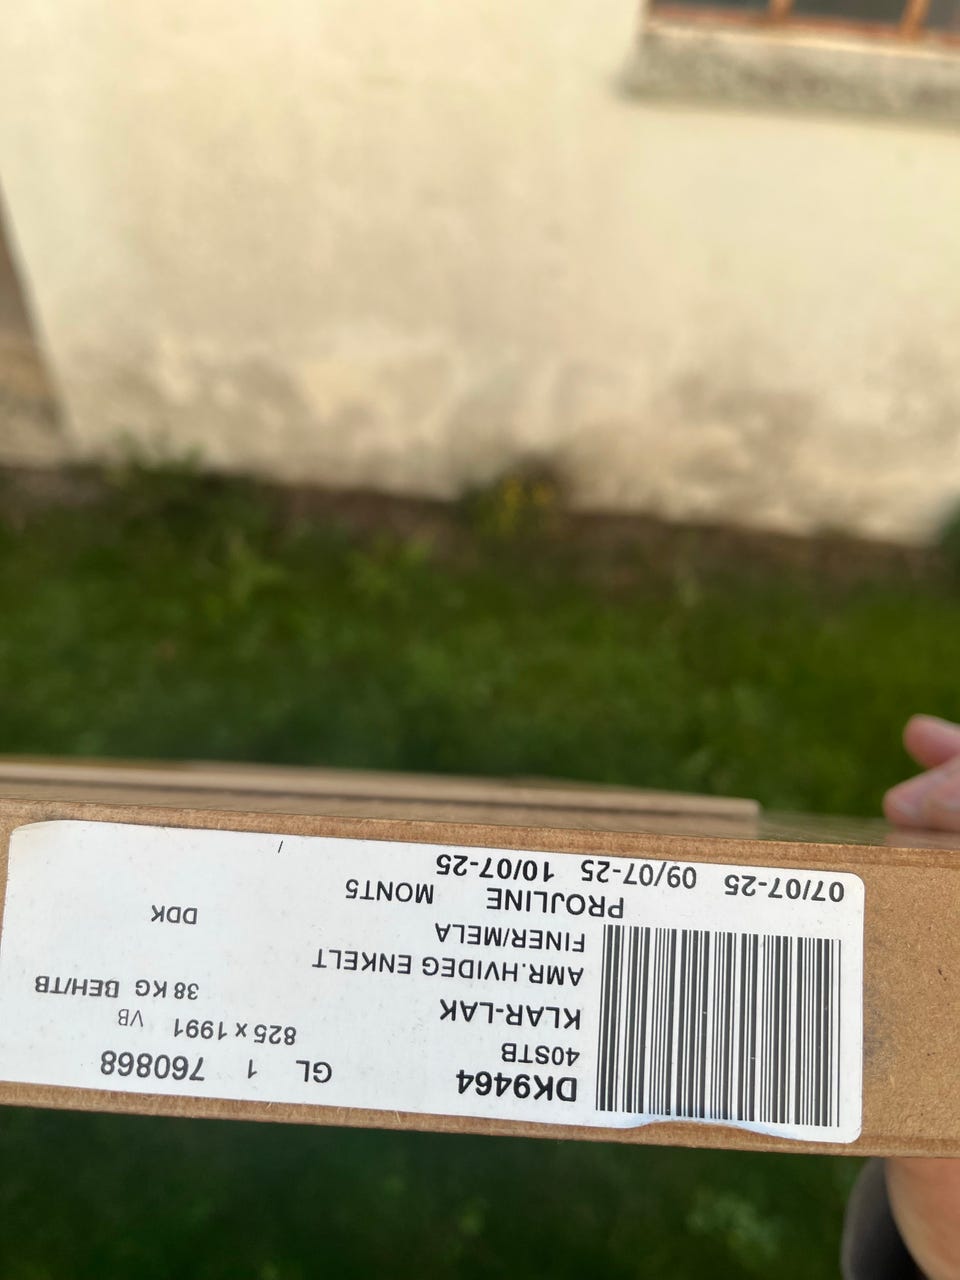 DK9464 GL 1 760868
40STB 825 x 1991 VB
KLAR-LAK 38 KG BEH/TB
AMR.HVIDEG ENKELT
FINER/MELA DDK
PROJLINE MONT5
07/07-25 09/07-25 10/07-25